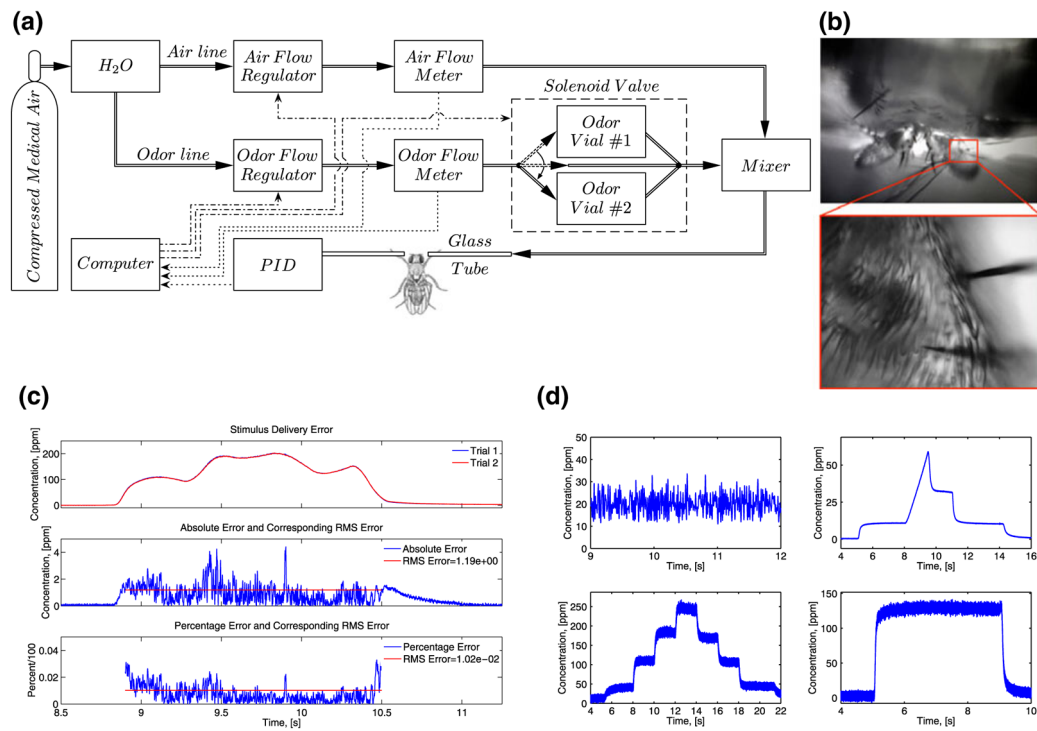 (a)
Compressed Medical Air
H2O
Air line
Air Flow
Regulator
Air Flow
Meter
Solenoid Valve
Odor
Vial #1
Odor
Vial #2
Mixer
Odor line
Odor Flow
Regulator
Odor Flow
Meter
Computer
PID
Glass
Tube
(b)
(c)
Stimulus Delivery Error
Concentration, [ppm]
200
100
0
Trial 1
Trial 2
Absolute Error and Corresponding RMS Error
Concentration, [ppm]
4
2
0
Absolute Error
RMS Error=1.19e+00
Percentage Error and Corresponding RMS Error
Percent/100
0.04
0.02
0
Percentage Error
RMS Error=1.02e-02
8.5 9 9.5 10 10.5 11
Time, [s]
(d)
Concentration, [ppm]
50
40
30
20
10
0
9 10 11 12
Time, [s]
Concentration, [ppm]
60
50
40
30
20
10
0
4 6 8 10 12 14 16
Time, [s]
Concentration, [ppm]
250
200
150
100
50
0
4 6 8 10 12 14 16 18 20 22
Time, [s]
Concentration, [ppm]
150
100
50
0
4 6 8 10
Time, [s]